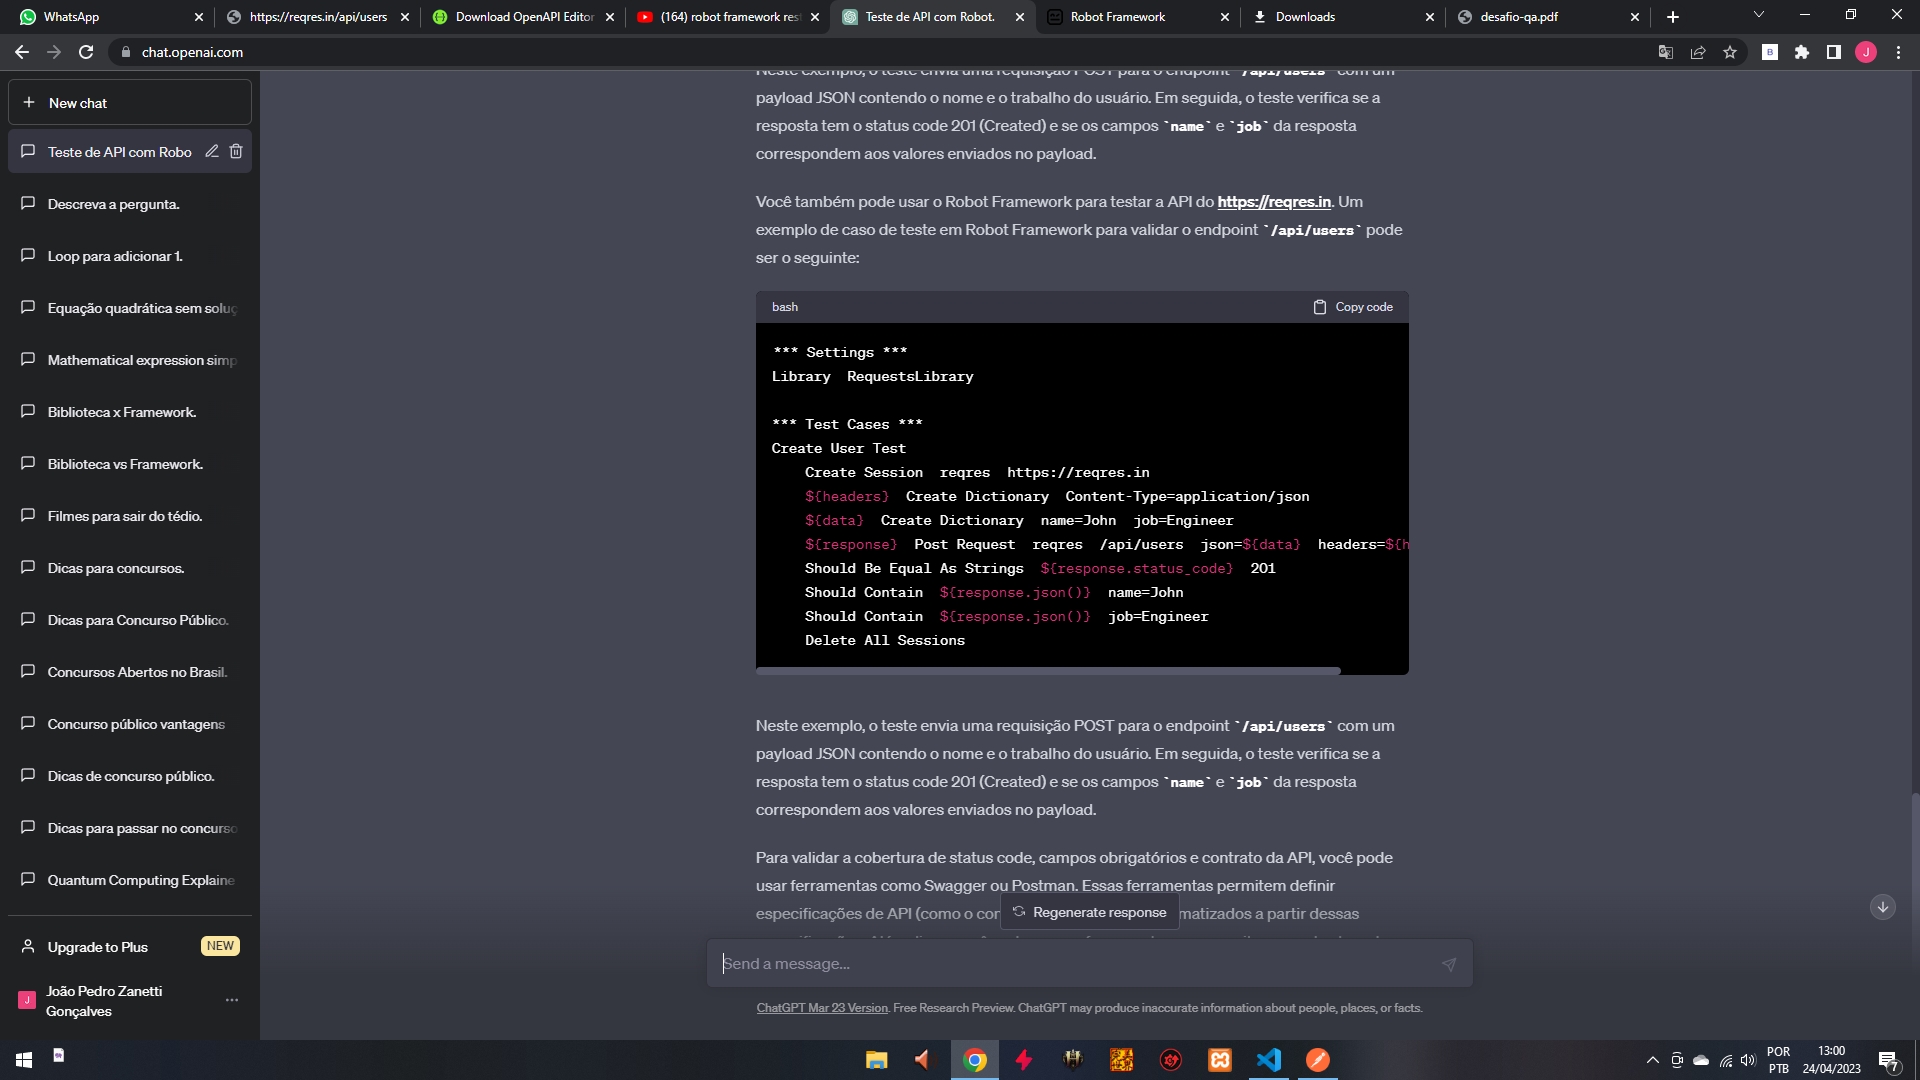 WhatsApp
https://reqres.in/api/users
Download OpenAPI Editor
(164) robot framework res
Teste de API com Robot.
Robot Framework
Downloads
desafio-qa.pdf
chat.openai.com
New chat
Teste de API com Robo
Descreva a pergunta.
Loop para adicionar 1.
Equação quadrática sem soluç
Mathematical expression simp
Biblioteca x Framework.
Biblioteca vs Framework.
Filmes para sair do tédio.
Dicas para concursos.
Dicas para Concurso Público.
Concursos Abertos no Brasil.
Concurso público vantagens
Dicas de concurso público.
Dicas para passar no concurso
Quantum Computing Explaine
Upgrade to Plus NEW
J João Pedro Zanetti
Gonçalves
Neste exemplo, o teste envia uma requisição POST para o endpoint `/api/users` com um
payload JSON contendo o nome e o trabalho do usuário. Em seguida, o teste verifica se a
resposta tem o status code 201 (Created) e se os campos `name` e `job` da resposta
correspondem aos valores enviados no payload.
Você também pode usar o Robot Framework para testar a API do https://reqres.in. Um
exemplo de caso de teste em Robot Framework para validar o endpoint `/api/users` pode
ser o seguinte:
bash Copy code
*** Settings ***
Library  RequestsLibrary
*** Test Cases ***
Create User Test
    Create Session  reqres  https://reqres.in
    ${headers}  Create Dictionary  Content-Type=application/json
    ${data}  Create Dictionary  name=John  job=Engineer
    ${response}  Post Request  reqres  /api/users  json=${data}  headers=${h
    Should Be Equal As Strings  ${response.status_code}  201
    Should Contain  ${response.json()}  name=John
    Should Contain  ${response.json()}  job=Engineer
    Delete All Sessions
Neste exemplo, o teste envia uma requisição POST para o endpoint `/api/users` com um
payload JSON contendo o nome e o trabalho do usuário. Em seguida, o teste verifica se a
resposta tem o status code 201 (Created) e se os campos `name` e `job` da resposta
correspondem aos valores enviados no payload.
Para validar a cobertura de status code, campos obrigatórios e contrato da API, você pode
usar ferramentas como Swagger ou Postman. Essas ferramentas permitem definir
especificações de API (como o con
matizados a partir dessas
Regenerate response
Send a message...
ChatGPT Mar 23 Version. Free Research Preview. ChatGPT may produce inaccurate information about people, places, or facts.
POR
PTB
13:00
24/04/2023
7